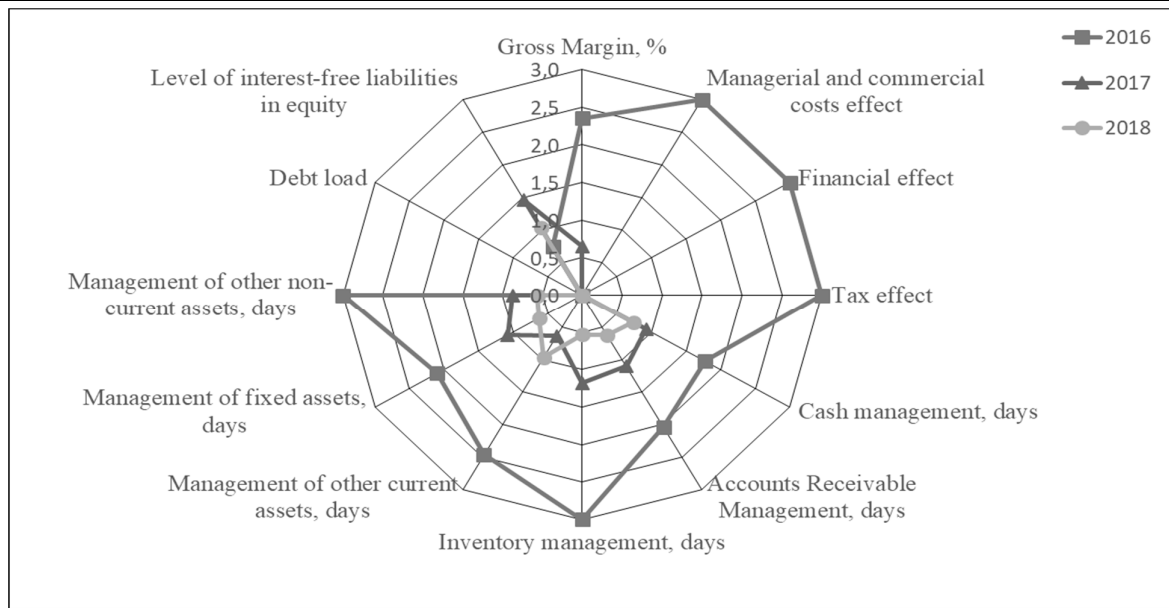 Gross Margin, %
Managerial and commercial
costs effect
Financial effect
Tax effect
Cash management, days
Accounts Receivable
Management, days
Inventory management, days
Management of other current
assets, days
Management of fixed assets,
days
Management of other non-
current assets, days
Debt load
Level of interest-free liabilities
in equity
3,0
2,5
2,0
1,5
1,0
0,5
0,0
2016
2017
2018